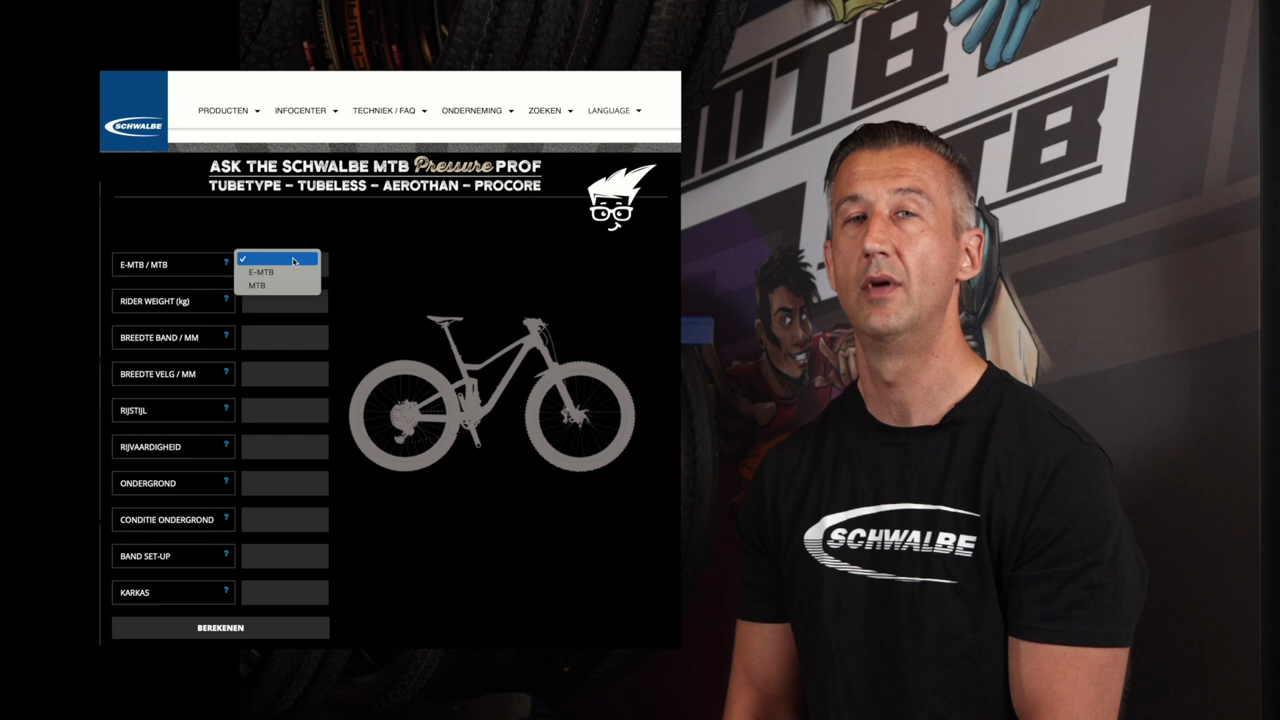 MTB
TB
SCHWALBE
PRODUCTEN
INFOCENTER
TECHNIEK / FAQ
ONDERNEMING
ZOEKEN
LANGUAGE
ASK THE SCHWALBE MTB Pressure PROF
TUBETYPE – TUBELESS – AEROTHAN – PROCORE
E-MTB / MTB ?
✓
E-MTB
MTB
RIDER WEIGHT (kg) ?
BREEDTE BAND / MM ?
BREEDTE VELG / MM ?
RIJSTIJL ?
RIJVAARDIGHEID ?
ONDERGROND ?
CONDITIE ONDERGROND ?
BAND SET-UP ?
KARKAS ?
BEREKENEN
SCHWALBE